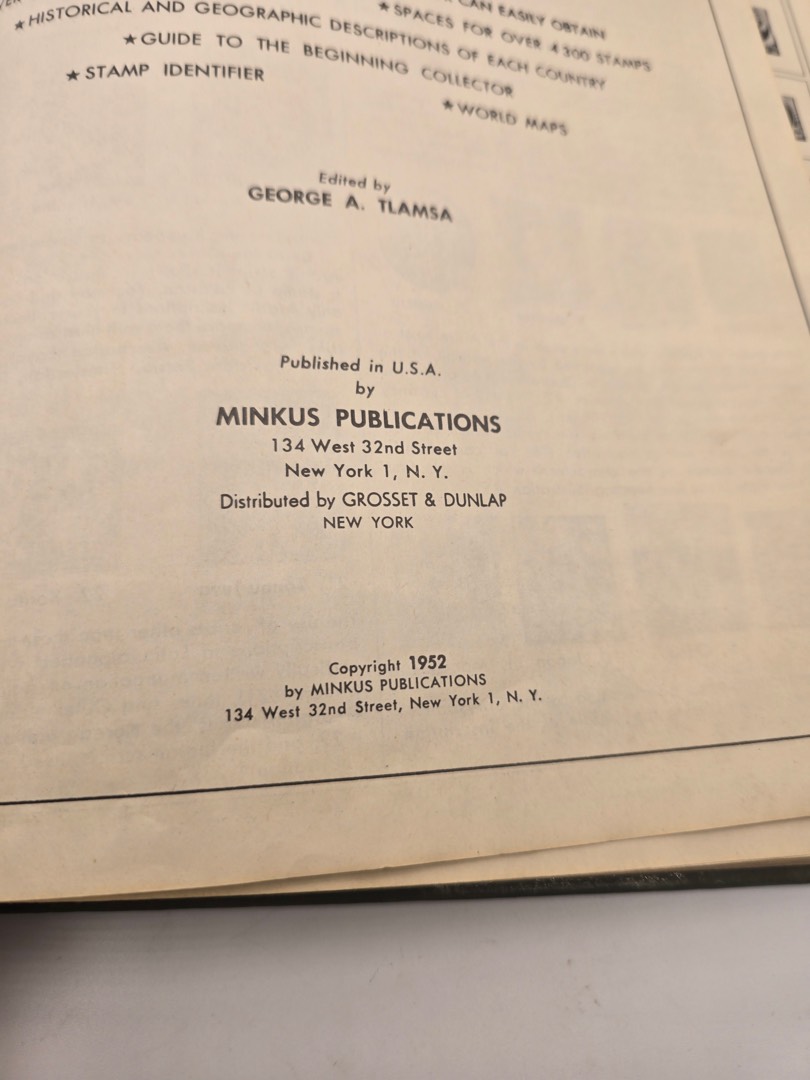 CAN EASILY OBTAIN
★ SPACES FOR OVER 4300 STAMPS
★ HISTORICAL AND GEOGRAPHIC DESCRIPTIONS OF EACH COUNTRY
★ GUIDE TO THE BEGINNING COLLECTOR
★ STAMP IDENTIFIER
★ WORLD MAPS
Edited by
GEORGE A. TLAMSA
Published in U.S.A.
by
MINKUS PUBLICATIONS
134 West 32nd Street
New York 1, N. Y.
Distributed by GROSSET & DUNLAP
NEW YORK
Copyright 1952
by MINKUS PUBLICATIONS
134 West 32nd Street, New York 1, N. Y.